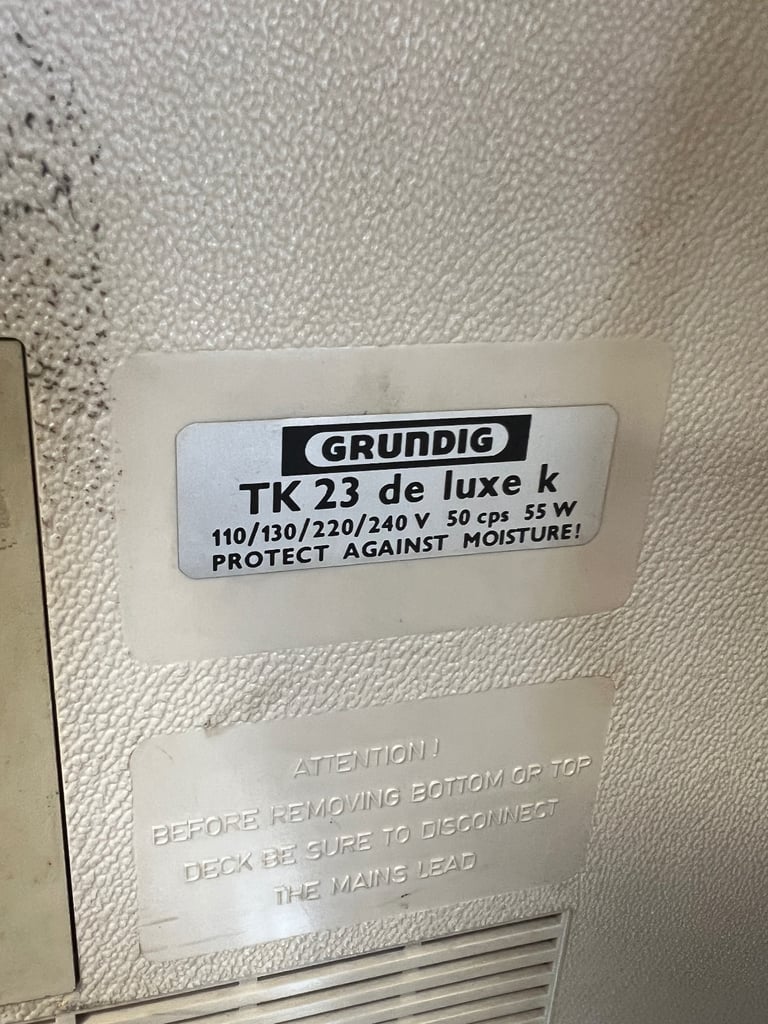 GRUNDIG
TK 23 de luxe k
110/130/220/240 V 50 cps 55 W
PROTECT AGAINST MOISTURE!
ATTENTION!
BEFORE REMOVING BOTTOM OR TOP
DECK BE SURE TO DISCONNECT
THE MAINS LEAD